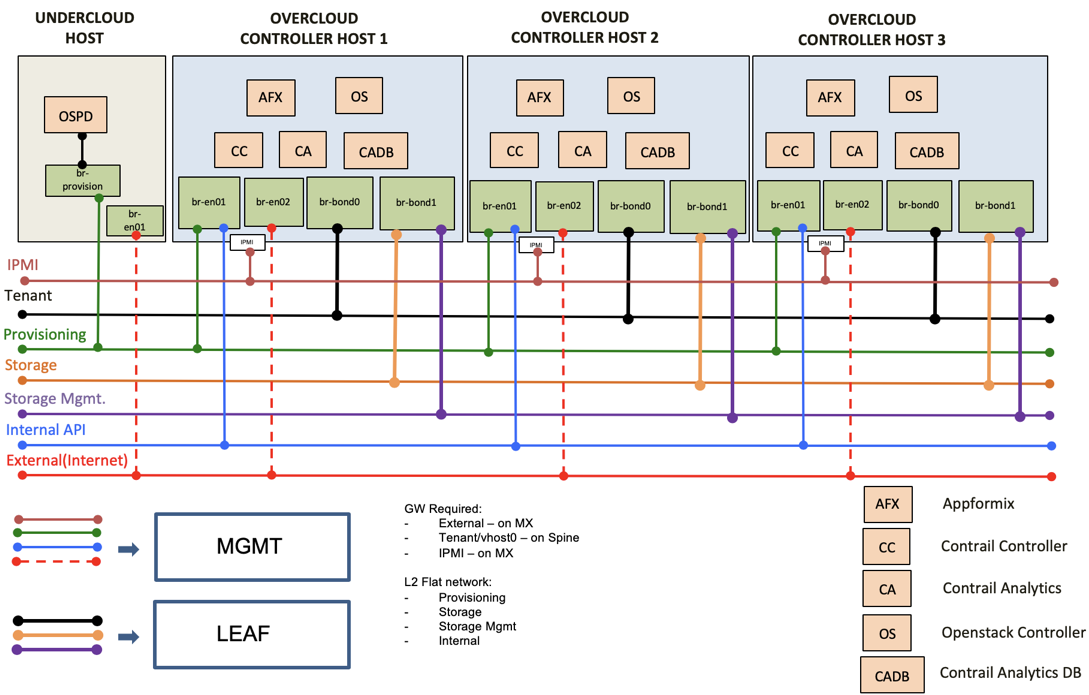 UNDERCLOUD
HOST
OVERCLOUD
CONTROLLER HOST 1
OVERCLOUD
CONTROLLER HOST 2
OVERCLOUD
CONTROLLER HOST 3
OSPD
br-
provision
br-
en01
AFX
OS
CC
CA
CADB
br-en01
br-en02
br-bond0
br-bond1
IPMI
AFX
OS
CC
CA
CADB
br-en01
br-en02
br-bond0
br-bond1
IPMI
AFX
OS
CC
CA
CADB
br-en01
br-en02
br-bond0
br-bond1
IPMI
IPMI
Tenant
Provisioning
Storage
Storage Mgmt.
Internal API
External(Internet)
MGMT
LEAF
GW Required:
- External – on MX
- Tenant/vhost0 – on Spine
- IPMI – on MX
L2 Flat network:
- Provisioning
- Storage
- Storage Mgmt
- Internal
AFX Appformix
CC Contrail Controller
CA Contrail Analytics
OS Openstack Controller
CADB Contrail Analytics DB